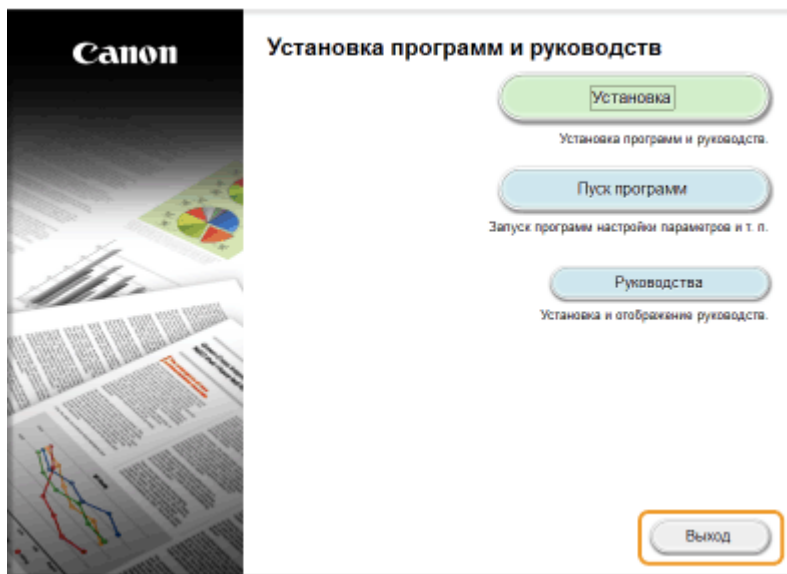 Canon
Установка программ и руководств
Установка
Установка программ и руководств.
Пуск программ
Запуск программ настройки параметров и т. п.
Руководства
Установка и отображение руководств.
Выход